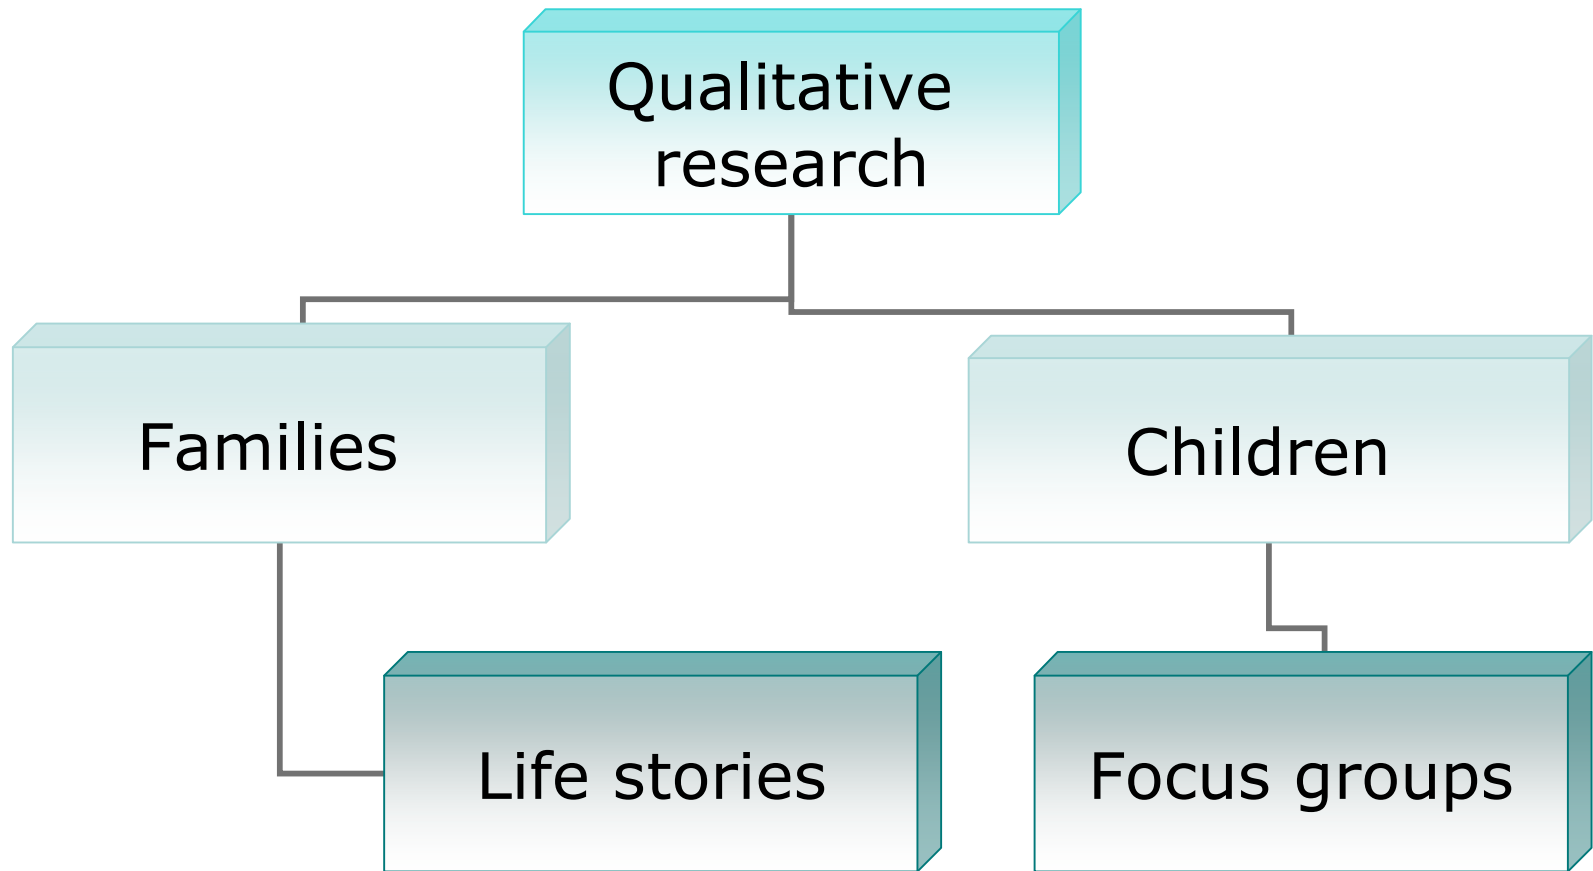 Qualitative
research
Families
Children
Life stories
Focus groups